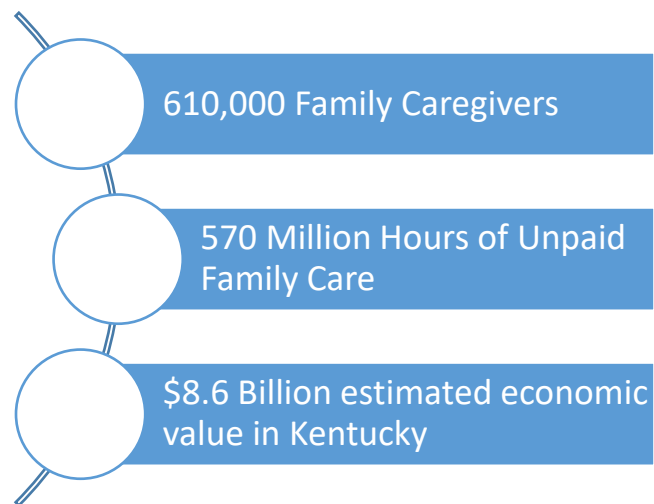 610,000 Family Caregivers
570 Million Hours of Unpaid
Family Care
$8.6 Billion estimated economic
value in Kentucky